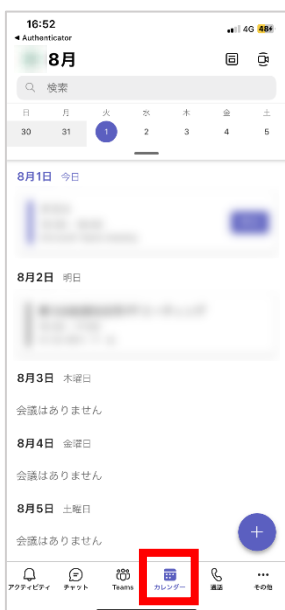 16:52
4G 48
◀ Authenticator
8月
検索
日 月 火 水 木 金 土
30 31 1 2 3 4 5
8月1日 今日
8月2日 明日
8月3日 木曜日
会議はありません
8月4日 金曜日
会議はありません
8月5日 土曜日
会議はありません
アクティビティ チャット Teams カレンダー 通話 その他